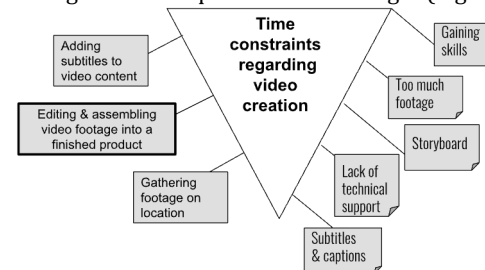 Time
constraints
regarding
video
creation
Adding
subtitles to
video content
Editing & assembling
video footage into a
finished product
Gathering
footage on
location
Gaining
skills
Too much
footage
Storyboard
Lack of
technical
support
Subtitles
& captions